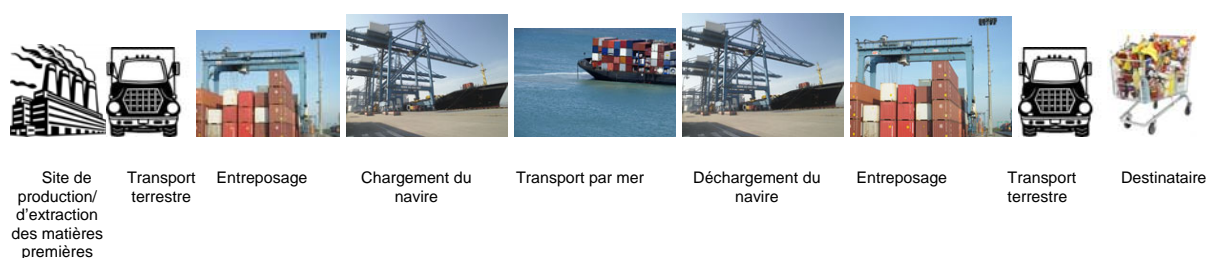 Site de
production/
d'extraction
des matières
premières
Transport
terrestre
Entreposage
Chargement du
navire
Transport par mer
Déchargement du
navire
Entreposage
Transport
terrestre
Destinataire